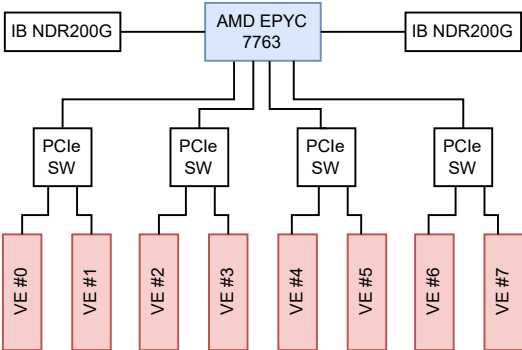 IB NDR200G
AMD EPYC
7763
IB NDR200G
PCIe
SW
PCIe
SW
PCIe
SW
PCIe
SW
VE #0
VE #1
VE #2
VE #3
VE #4
VE #5
VE #6
VE #7